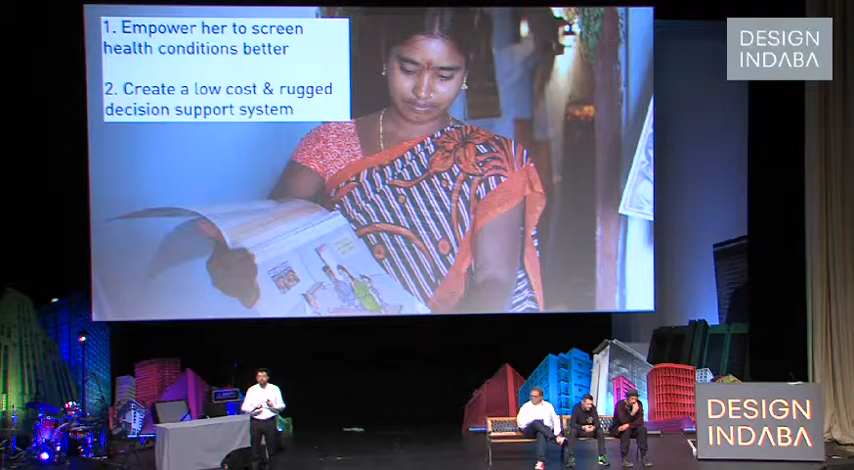 1. Empower her to screen
health conditions better
2. Create a low cost & rugged
decision support system
DESIGN
INDABA
DESIGN
INDABA